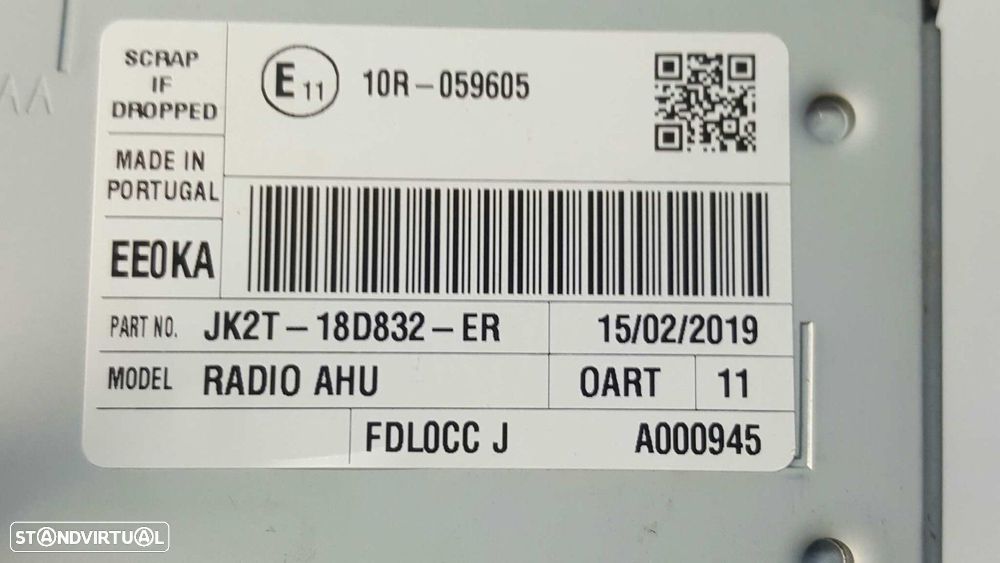 SCRAP
IF
DROPPED
E 11
10R-059605
MADE IN
PORTUGAL
EE0KA
PART NO. JK2T-18D832-ER 15/02/2019
MODEL RADIO AHU OART 11
FDL0CC J A000945
STANDVIRTUAL